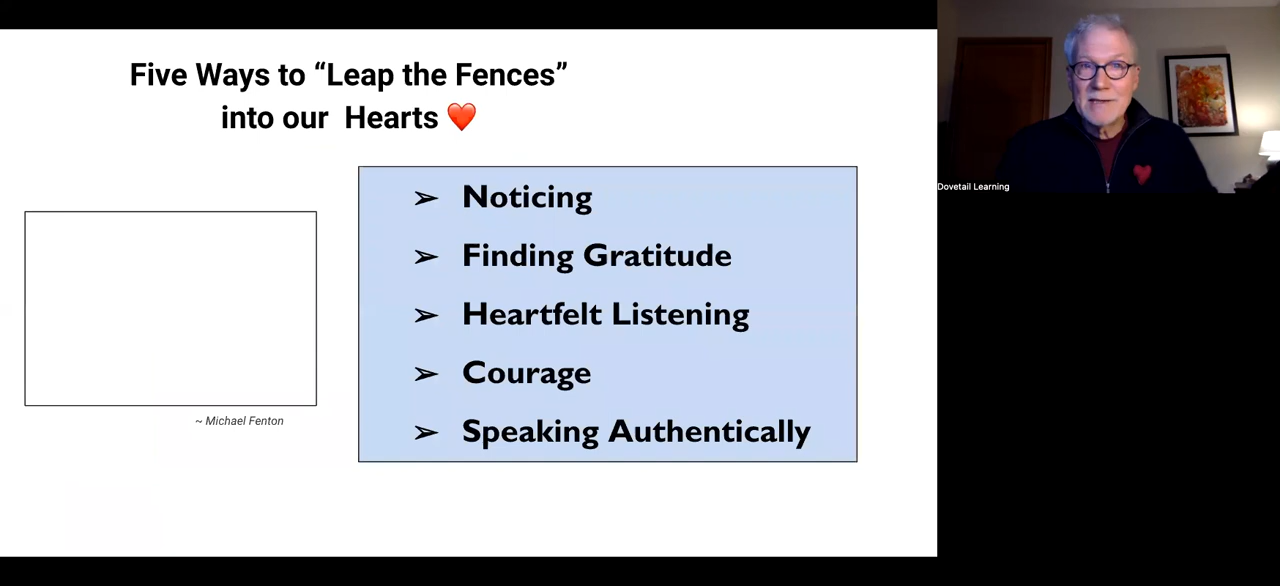 Five Ways to “Leap the Fences”
into our Hearts ❤️
➢ Noticing
➢ Finding Gratitude
➢ Heartfelt Listening
➢ Courage
➢ Speaking Authentically
~ Michael Fenton
Dovetail Learning